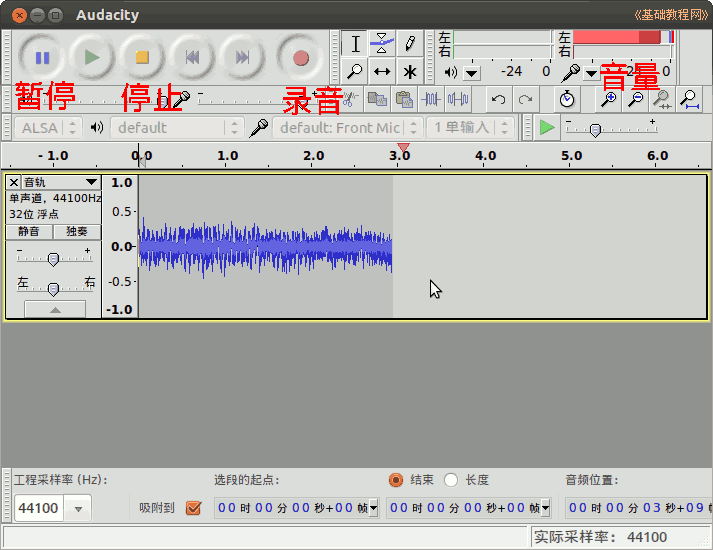 Audacity
《基础教程网》
左
右
-24 0
左
右
-24 0
暂停 停止 录音 音量
ALSA default default: Front Mic 1 单输入
- 1.0 0.0 1.0 2.0 3.0 4.0 5.0 6.0
音轨
单声道, 44100Hz
32位 浮点
静音 独奏
- +
左 右
1.0
0.5-
0.0-
-0.5-
-1.0
工程采样率 (Hz): 选段的起点: 结束 长度 音频位置:
44100 吸附到 00 时 00 分 00 秒+00 帧 00 时 00 分 00 秒+00 帧 00 时 00 分 03 秒+09 帧
实际采样率: 44100